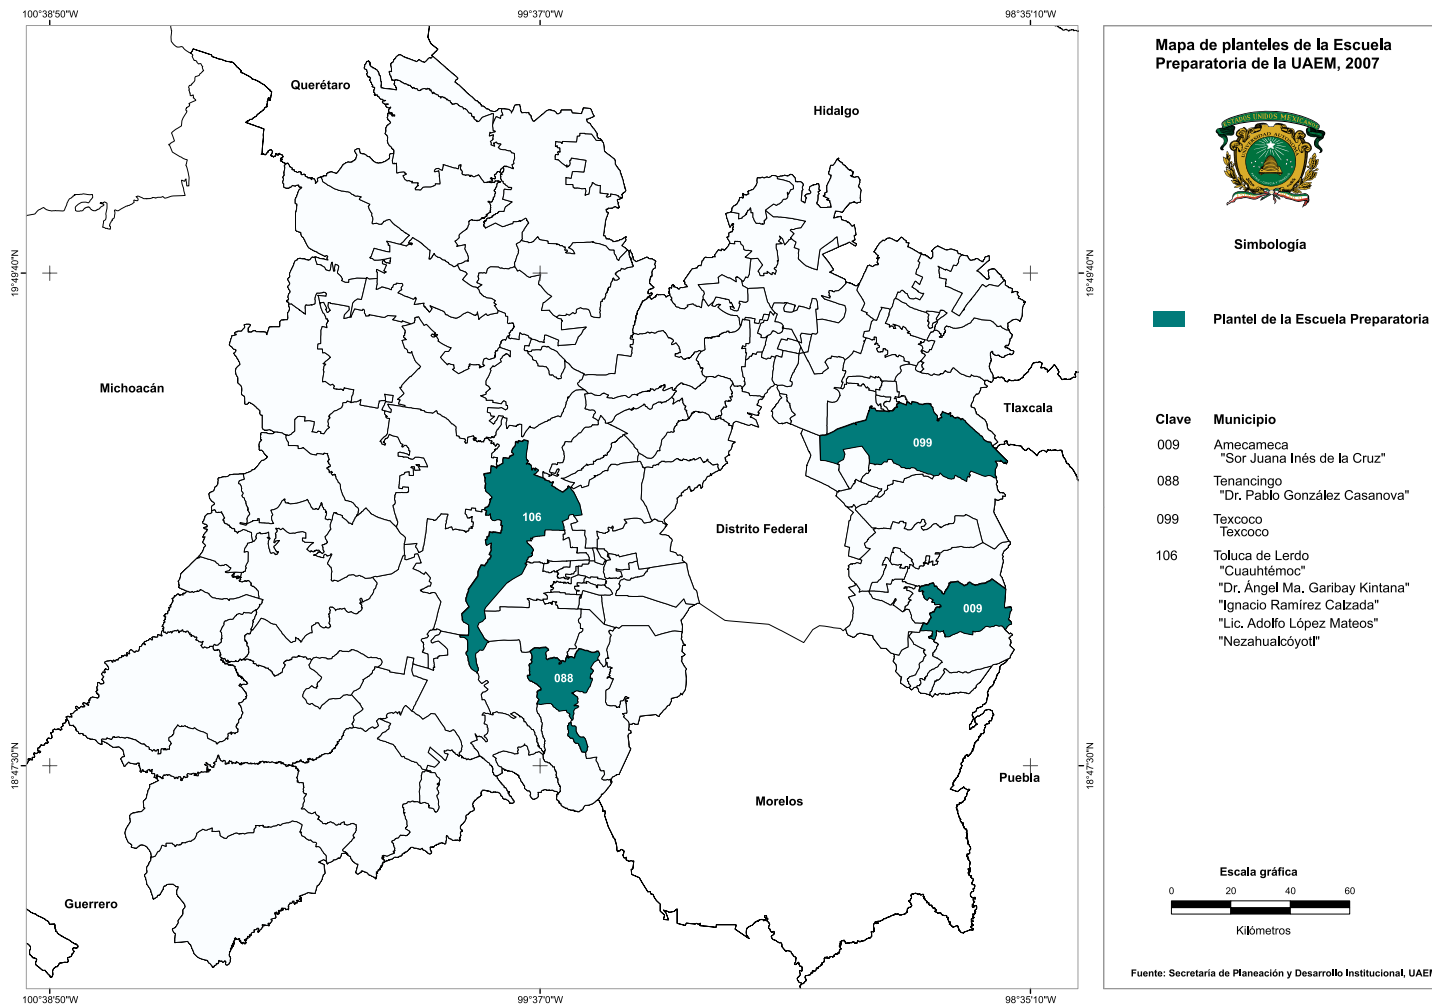 100°38'50"W
99°37'0"W
98°35'10"W
Querétaro
Hidalgo
19°49'40"N
19°49'40"N
Michoacán
Tlaxcala
099
106
Distrito Federal
009
088
18°47'30"N
18°47'30"N
Puebla
Morelos
Guerrero
100°38'50"W
99°37'0"W
98°35'10"W
Mapa de planteles de la Escuela
Preparatoria de la UAEM, 2007
ESTADOS UNIDOS MEXICANOS
UNIVERSIDAD AUTONOMA
Simbología
Plantel de la Escuela Preparatoria
Clave Municipio
009 Amecameca
"Sor Juana Inés de la Cruz"
088 Tenancingo
"Dr. Pablo González Casanova"
099 Texcoco
Texcoco
106 Toluca de Lerdo
"Cuauhtémoc"
"Dr. Ángel Ma. Garibay Kintana"
"Ignacio Ramírez Calzada"
"Lic. Adolfo López Mateos"
"Nezahualcóyotl"
Escala gráfica
0 20 40 60
Kilómetros
Fuente: Secretaría de Planeación y Desarrollo Institucional, UAEM